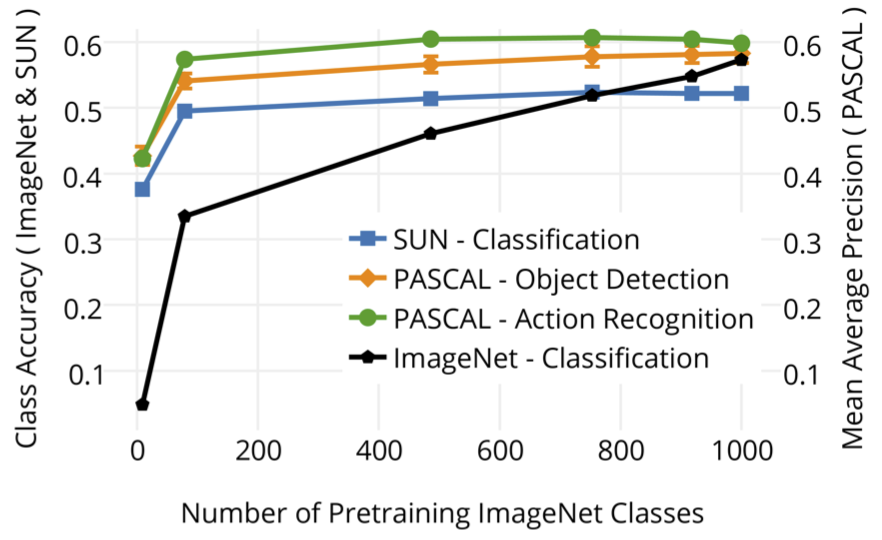 Class Accuracy ( ImageNet & SUN )
0.6
0.5
0.4
0.3
0.2
0.1
SUN - Classification
PASCAL - Object Detection
PASCAL - Action Recognition
ImageNet - Classification
0.6
0.5
0.4
0.3
0.2
0.1
Mean Average Precision ( PASCAL )
0 200 400 600 800 1000
Number of Pretraining ImageNet Classes